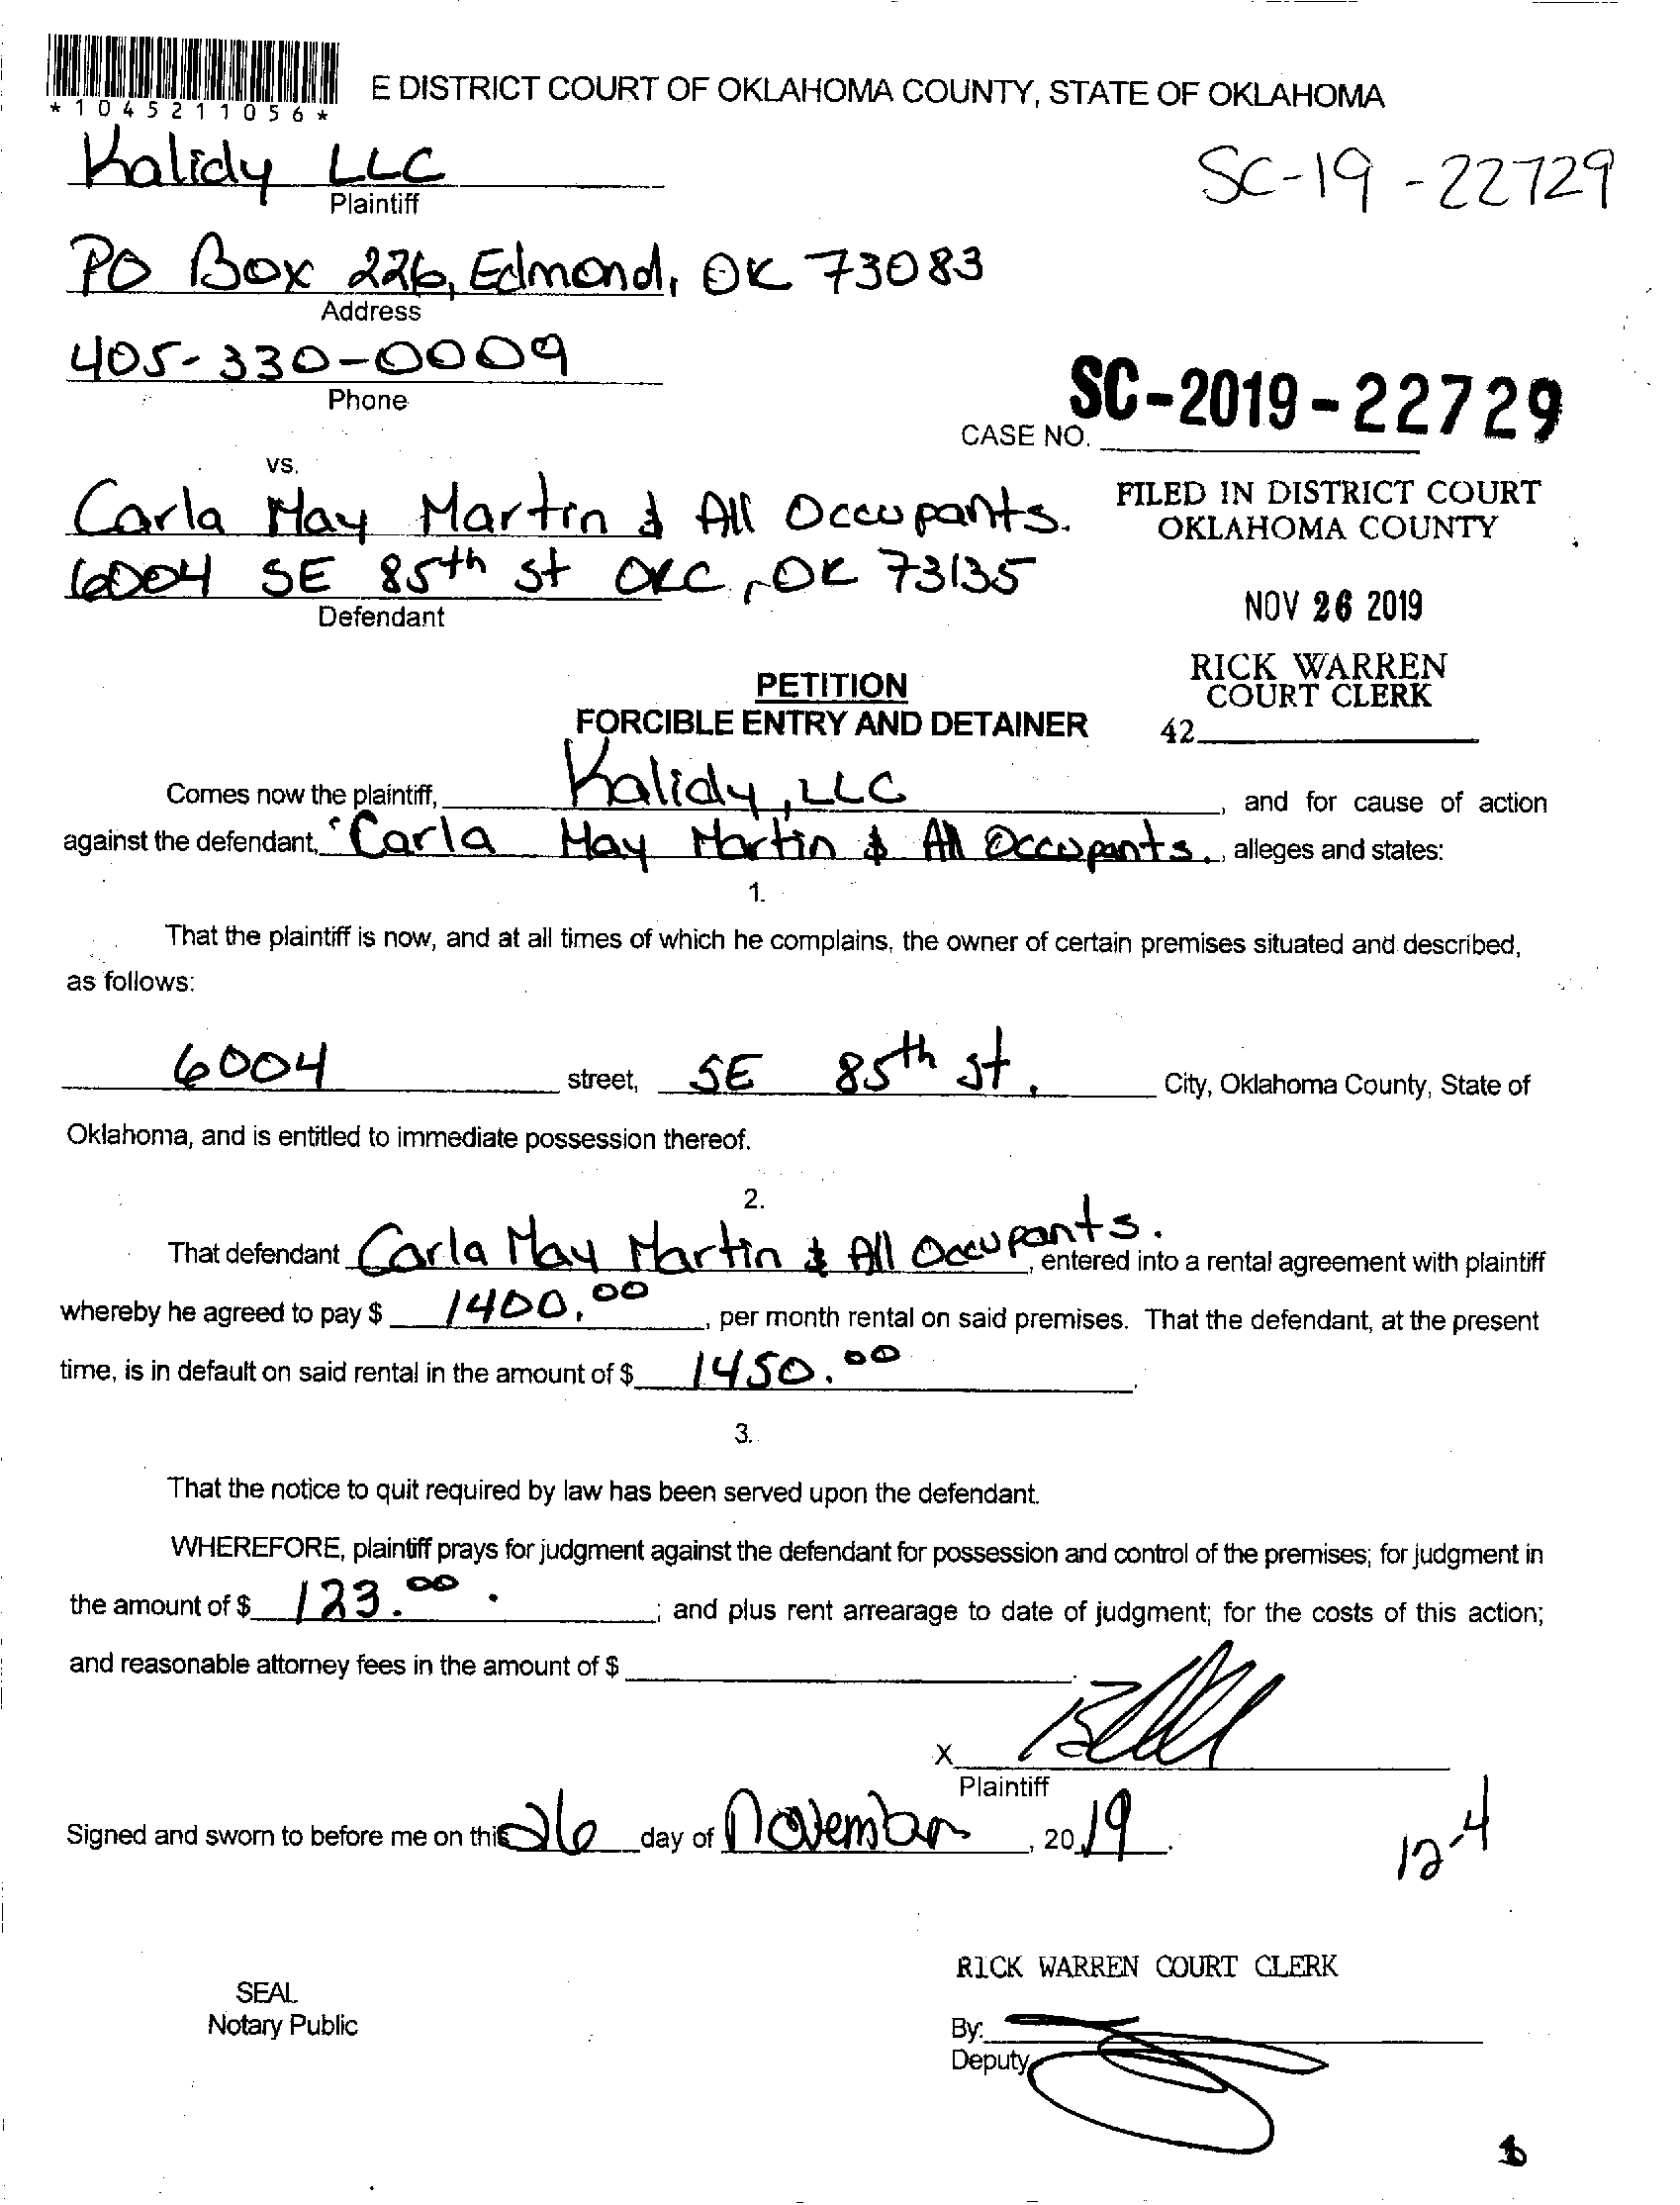 *1045211056*
E DISTRICT COURT OF OKLAHOMA COUNTY, STATE OF OKLAHOMA
Kalidy LLC
SC-19-22729
Plaintiff
PO Box 226, Edmond, OK 73083
Address
405-330-0009
Phone
SC-2019-22729
CASE NO.
vs.
Carla May Martin & All Occupants.
FILED IN DISTRICT COURT
OKLAHOMA COUNTY
6004 SE 85th st OKC, OK 73135
Defendant
NOV 26 2019
RICK WARREN
COURT CLERK
42
PETITION
FORCIBLE ENTRY AND DETAINER
Comes now the plaintiff, Kalidy, LLC, and for cause of action
against the defendant, Carla May Martin & All Occupants., alleges and states:
1.
That the plaintiff is now, and at all times of which he complains, the owner of certain premises situated and described,
as follows:
6004 street, SE 85th st. City, Oklahoma County, State of
Oklahoma, and is entitled to immediate possession thereof.
2.
That defendant Carla May Martin & All Occupants., entered into a rental agreement with plaintiff
whereby he agreed to pay $ 1400.00, per month rental on said premises. That the defendant, at the present
time, is in default on said rental in the amount of $ 1450.00.
3.
That the notice to quit required by law has been served upon the defendant.
WHEREFORE, plaintiff prays for judgment against the defendant for possession and control of the premises; for judgment in
the amount of $ 123.00.; and plus rent arrearage to date of judgment; for the costs of this action;
and reasonable attorney fees in the amount of $
X
Plaintiff
Signed and sworn to before me on this 26 day of November, 2019.
12-4
RICK WARREN COURT CLERK
SEAL
Notary Public
By:
Deputy